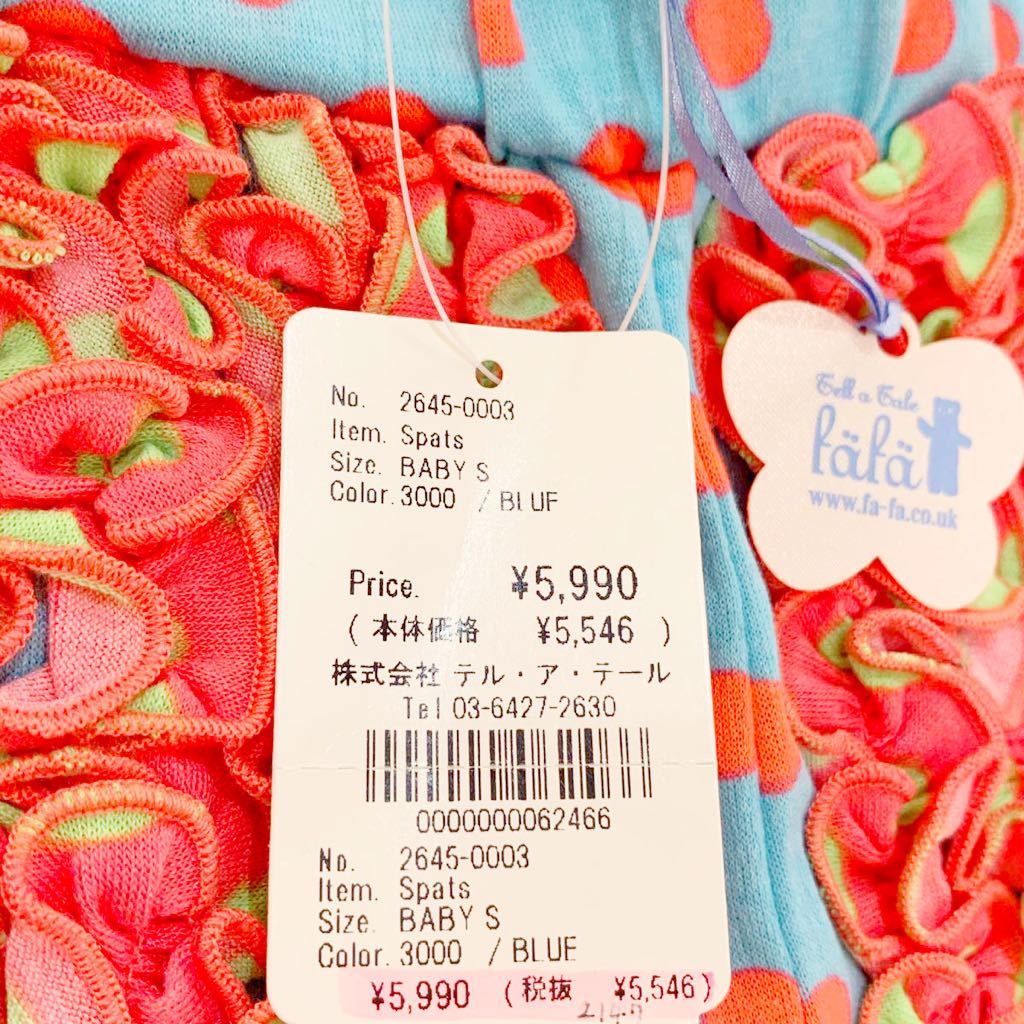 No. 2645-0003
Item. Spats
Size. BABY S
Color. 3000 / BLUE
Price. ¥5,990
(本体価格 ¥5,546 )
株式会社 テル・ア・テール
Tel 03-6427-2630
0000000062466
No. 2645-0003
Item. Spats
Size. BABY S
Color. 3000 / BLUE
¥5,990 (税抜 ¥5,546)
Tell a Tale
fäfä
www.fa-fa.co.uk